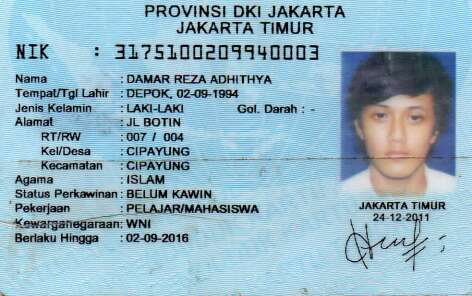 PROVINSI DKI JAKARTA
JAKARTA TIMUR
NIK : 3175100209940003
Nama : DAMAR REZA ADHITHYA
Tempat/Tgl Lahir : DEPOK, 02-09-1994
Jenis Kelamin : LAKI-LAKI Gol. Darah : -
Alamat : JL BOTIN
RT/RW : 007 / 004
Kel/Desa : CIPAYUNG
Kecamatan : CIPAYUNG
Agama : ISLAM
Status Perkawinan : BELUM KAWIN
Pekerjaan : PELAJAR/MAHASISWA
Kewarganegaraan: WNI
Berlaku Hingga : 02-09-2016
JAKARTA TIMUR
24-12-2011